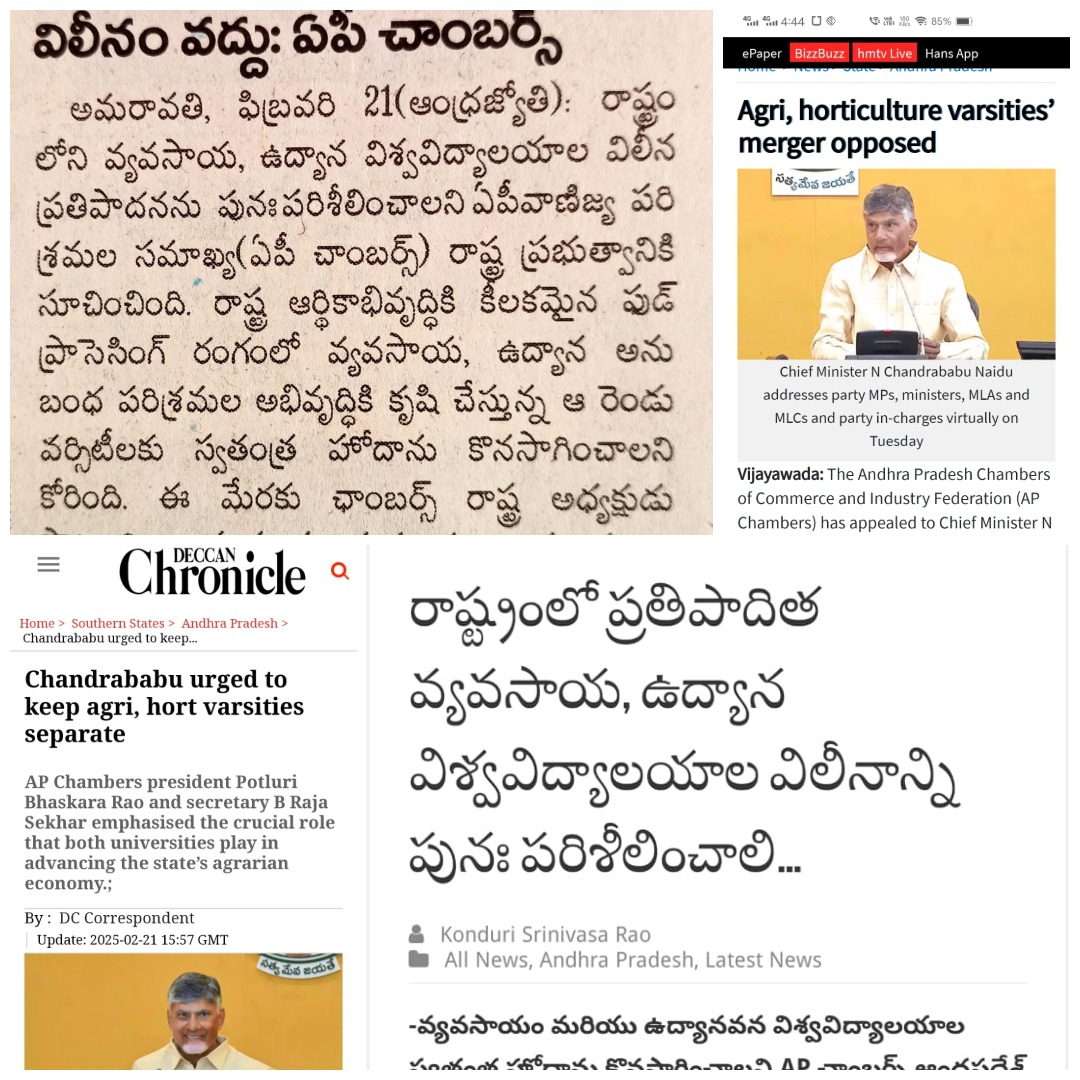 విలీనం వద్దు: ఏపీ చాంబర్స్
అమరావతి, ఫిబ్రవరి 21(ఆంధ్రజ్యోతి): రాష్ట్రం
లోని వ్యవసాయ, ఉద్యాన విశ్వవిద్యాలయాల విలీన
ప్రతిపాదనను పునఃపరిశీలించాలని ఏపీవాణిజ్య పరి
శ్రమల సమాఖ్య(ఏపీ చాంబర్స్) రాష్ట్ర ప్రభుత్వానికి
సూచించింది. రాష్ట్ర ఆర్థికాభివృద్ధికి కీలకమైన ఫుడ్
ప్రాసెసింగ్ రంగంలో వ్యవసాయ, ఉద్యాన అను
బంధ పరిశ్రమల అభివృద్ధికి కృషి చేస్తున్న ఆ రెండు
వర్సిటీలకు స్వతంత్ర హోదాను కొనసాగించాలని
కోరింది. ఈ మేరకు ఛాంబర్స్ రాష్ట్ర అధ్యక్షుడు
4G 4G 4:44 85%
ePaper BizzBuzz hmtv Live Hans App
Home News State Andhra Pradesh
Agri, horticulture varsities’
merger opposed
సత్యమేవ జయతే
Chief Minister N Chandrababu Naidu
addresses party MPs, ministers, MLAs and
MLCs and party in-charges virtually on
Tuesday
Vijayawada: The Andhra Pradesh Chambers
of Commerce and Industry Federation (AP
Chambers) has appealed to Chief Minister N
DECCAN
Chronicle
Home > Southern States > Andhra Pradesh >
Chandrababu urged to keep...
Chandrababu urged to
keep agri, hort varsities
separate
AP Chambers president Potluri
Bhaskara Rao and secretary B Raja
Sekhar emphasised the crucial role
that both universities play in
advancing the state’s agrarian
economy.;
By : DC Correspondent
Update: 2025-02-21 15:57 GMT
సత్యమేవ జయతే
రాష్ట్రంలో ప్రతిపాదిత
వ్యవసాయ, ఉద్యాన
విశ్వవిద్యాలయాల విలీనాన్ని
పునః పరిశీలించాలి...
Konduri Srinivasa Rao
All News, Andhra Pradesh, Latest News
-వ్యవసాయం మరియు ఉద్యానవన విశ్వవిద్యాలయాల
స్వతంత్ర హోదాను కొనసాగించాలని AP చాంబర్స్ ఆంధ్రప్రదేశ్